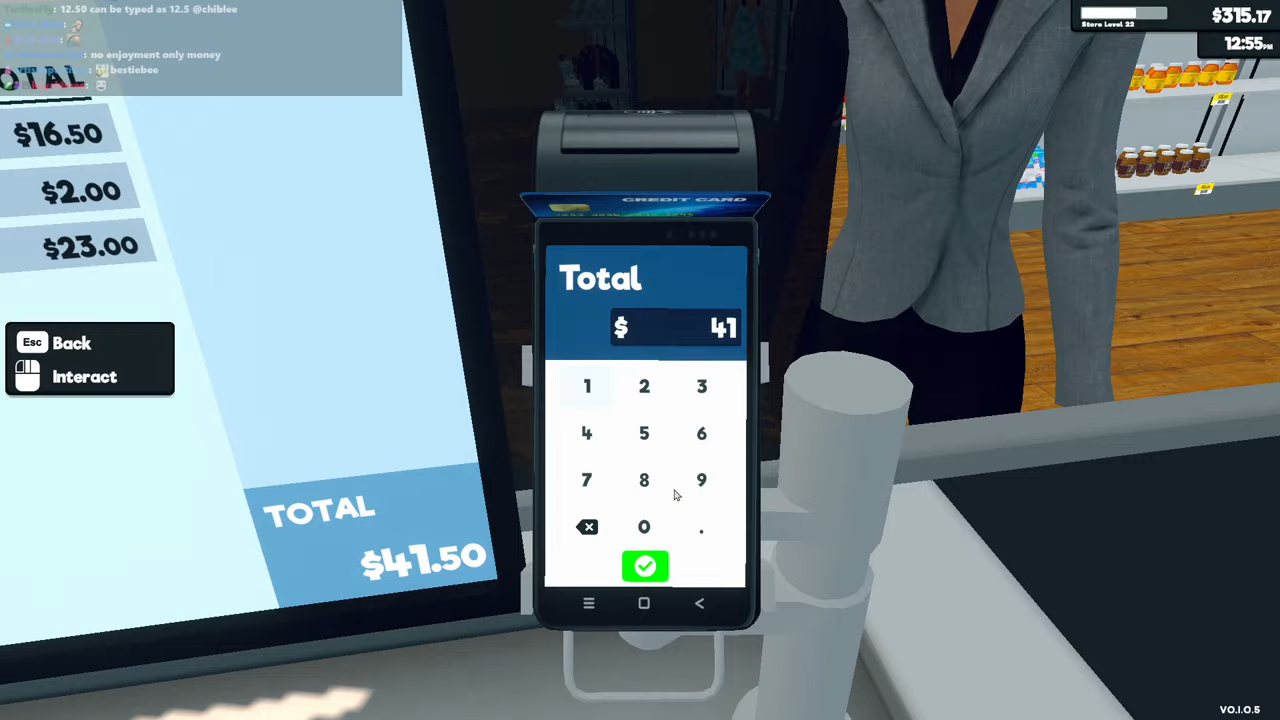 : 12.50 can be typed as 12.5 @chiblee
: no enjoyment only money
: bestiebee
OTAL
$16.50
$2.00
$23.00
Esc Back
Interact
TOTAL
$41.50
CREDIT CARD
Total
$ 41
1 2 3
4 5 6
7 8 9
0 .
$315.17
Store Level 22
12:55PM
V0.1.0.5